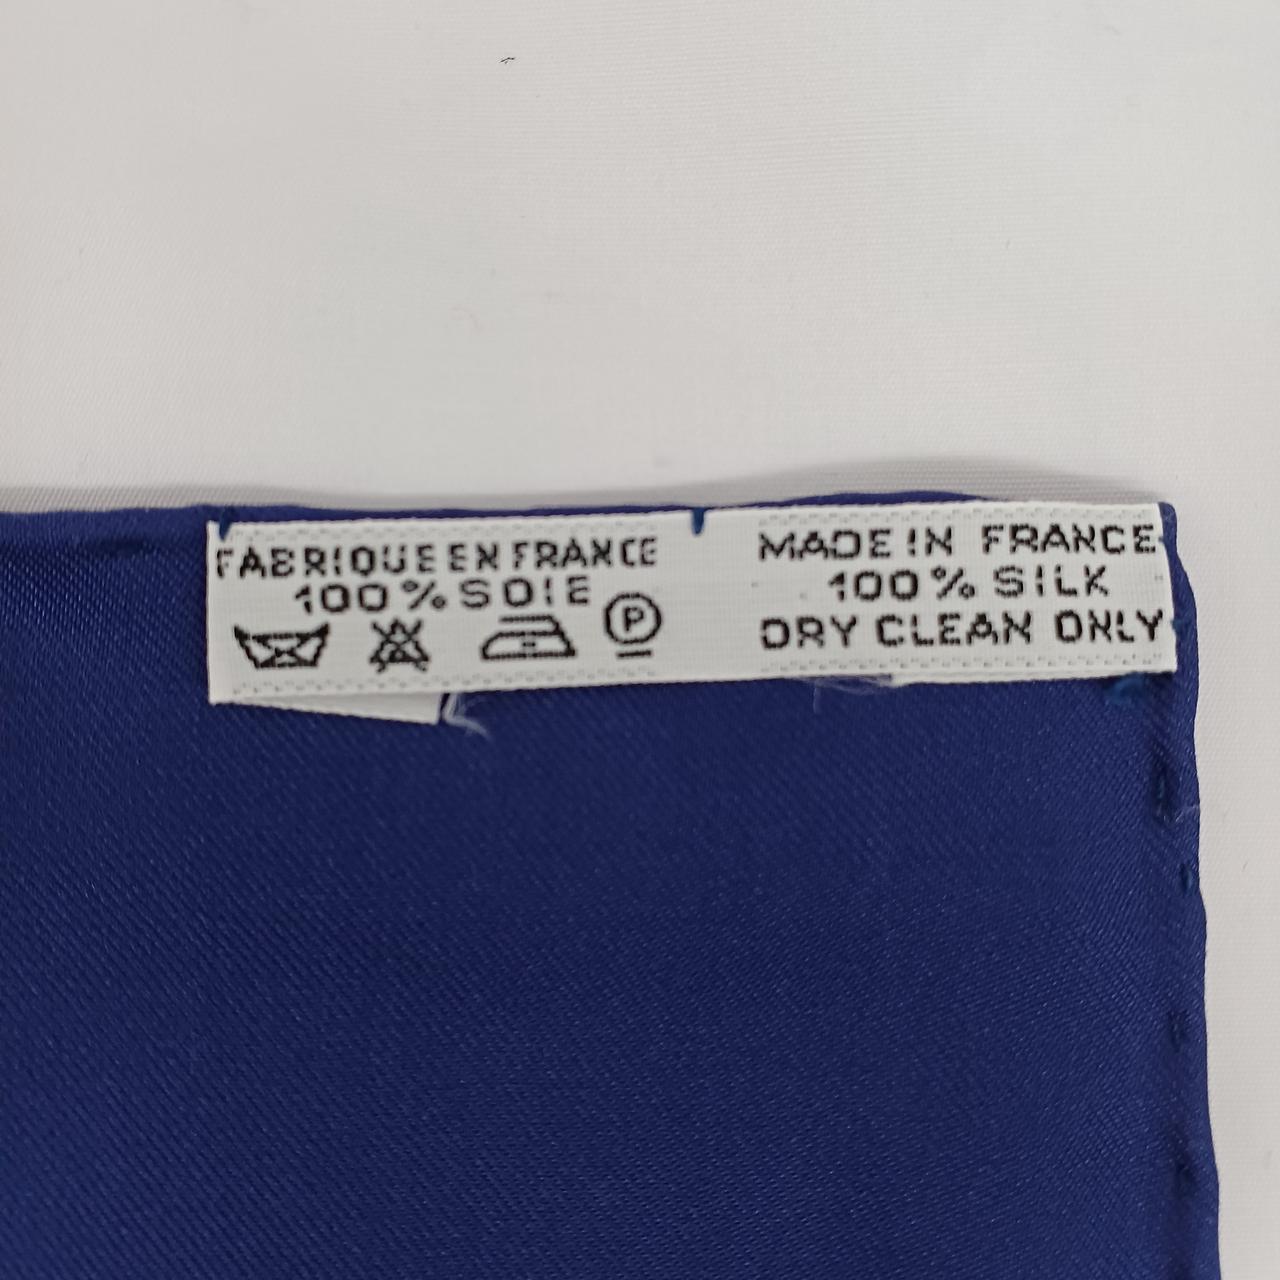 FABRIQUE EN FRANCE
100% SOIE
P
MADE IN FRANCE
100% SILK
DRY CLEAN ONLY